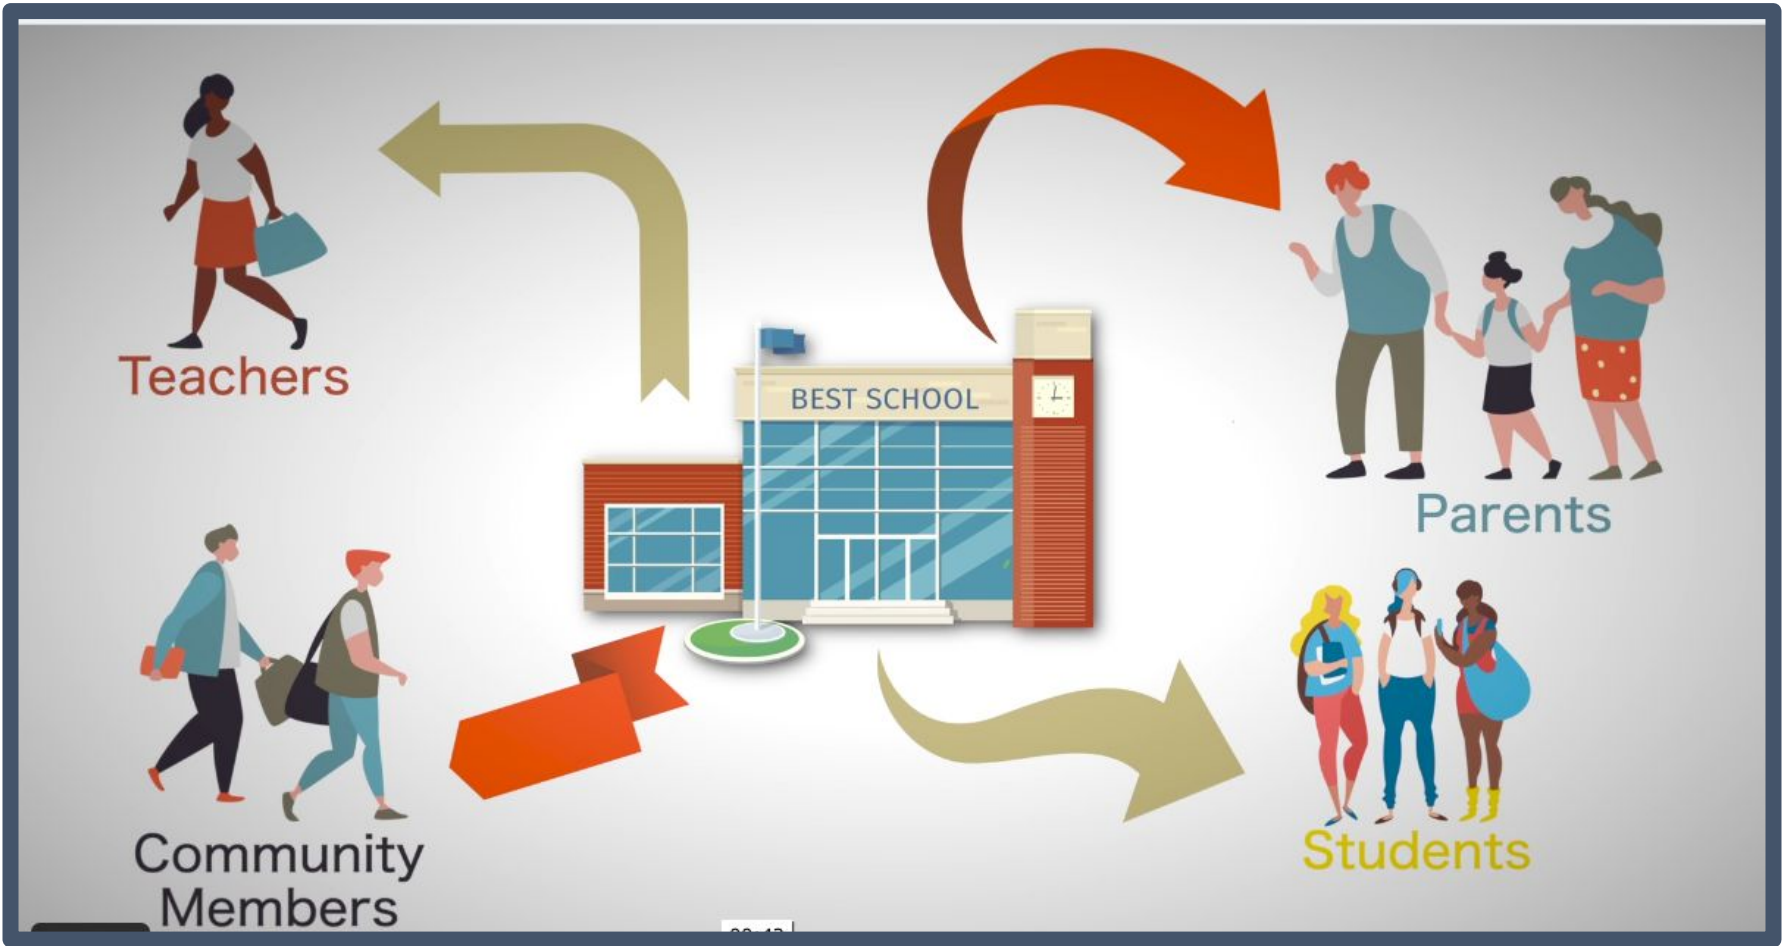 Teachers
BEST SCHOOL
Parents
Students
Community
Members